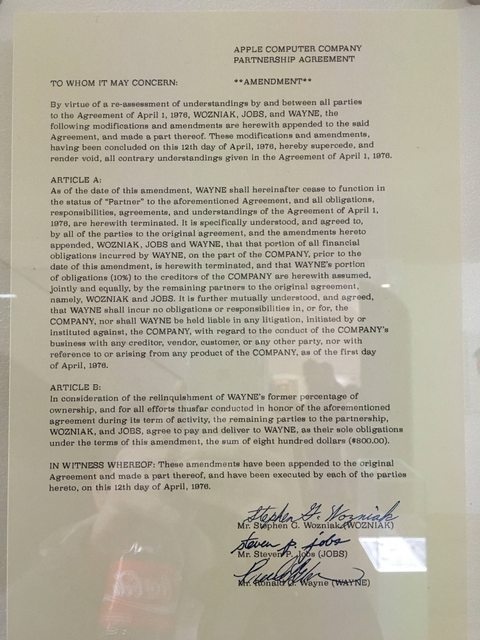 APPLE COMPUTER COMPANY
PARTNERSHIP AGREEMENT
TO WHOM IT MAY CONCERN: **AMENDMENT**
By virtue of a re-assessment of understandings by and between all parties
to the Agreement of April 1, 1976, WOZNIAK, JOBS, and WAYNE, the
following modifications and amendments are herewith appended to the said
Agreement, and made a part thereof. These modifications and amendments,
having been concluded on this 12th day of April, 1976, hereby supercede, and
render void, all contrary understandings given in the Agreement of April 1, 1976.
ARTICLE A:
As of the date of this amendment, WAYNE shall hereinafter cease to function in
the status of "Partner" to the aforementioned Agreement, and all obligations,
responsibilities, agreements, and understandings of the Agreement of April 1,
1976, are herewith terminated. It is specifically understood, and agreed to,
by all of the parties to the original agreement, and the amendments hereto
appended, WOZNIAK, JOBS and WAYNE, that that portion of all financial
obligations incurred by WAYNE, on the part of the COMPANY, prior to the
date of this amendment, is herewith terminated, and that WAYNE's portion
of obligations (10%) to the creditors of the COMPANY are herewith assumed,
jointly and equally, by the remaining partners to the original agreement,
namely, WOZNIAK and JOBS. It is further mutually understood, and agreed,
that WAYNE shall incur no obligations or responsibilities in, or for, the
COMPANY, nor shall WAYNE be held liable in any litigation, initiated by or
instituted against, the COMPANY, with regard to the conduct of the COMPANY's
business with any creditor, vendor, customer, or any other party, nor with
reference to or arising from any product of the COMPANY, as of the first day
of April, 1976.
ARTICLE B:
In consideration of the relinquishment of WAYNE's former percentage of
ownership, and for all efforts thusfar conducted in honor of the aforementioned
agreement during its term of activity, the remaining parties to the partnership,
WOZNIAK, and JOBS, agree to pay and deliver to WAYNE, as their sole obligations
under the terms of this amendment, the sum of eight hundred dollars ($800.00).
IN WITNESS WHEREOF: These amendments have been appended to the original
Agreement and made a part thereof, and have been executed by each of the parties
hereto, on this 12th day of April, 1976.
Stephen G. Wozniak
Mr. Stephen G. Wozniak (WOZNIAK)
steven p. jobs
Mr. Steven P. Jobs (JOBS)
Mr. Ronald G. Wayne (WAYNE)